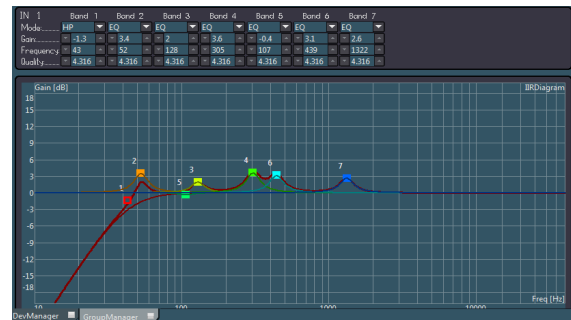 IN 1 Band 1 Band 2 Band 3 Band 4 Band 5 Band 6 Band 7
Mode: HP EQ EQ EQ EQ EQ EQ
Gain: -1.3 3.4 2 3.6 -0.4 3.1 2.6
Frequency: 43 52 128 305 107 439 1322
Quality: 4.316 4.316 4.316 4.316 4.316 4.316 4.316
Gain [dB] IIRDiagram
18
15
12
9
6
3
0
-3
-6
-9
-12
-15
-18
1 2 3 4 5 6 7
Freq [Hz]
10 100 1000 10000
DevManager GroupManager